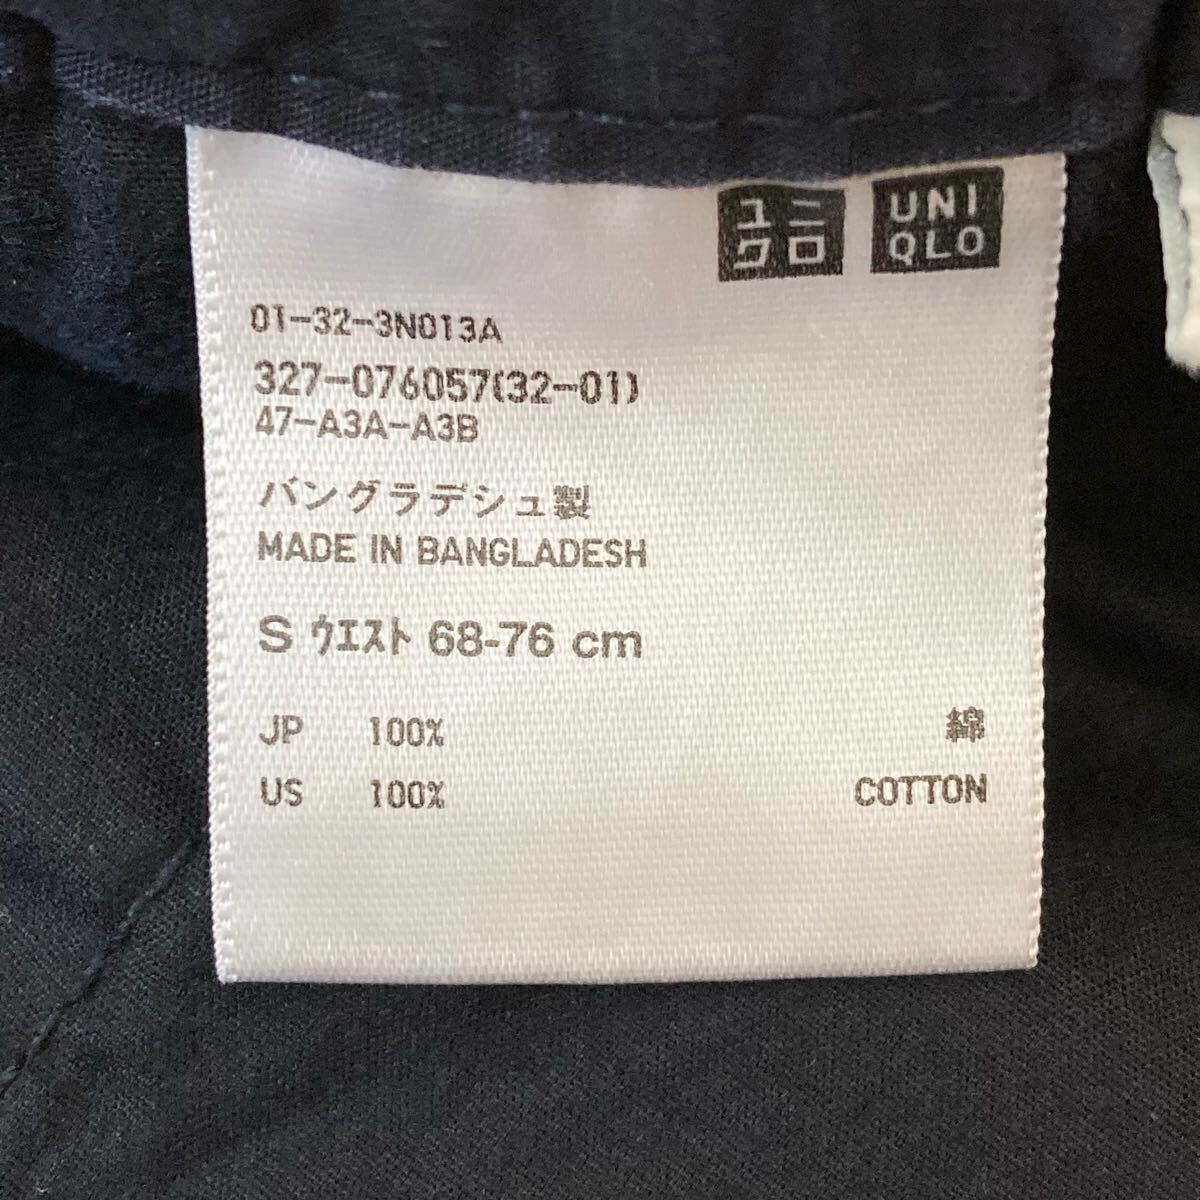 ユニ
クロ
UNI
QLO
01-32-3N013A
327-076057(32-01)
47-A3A-A3B
バングラデシュ製
MADE IN BANGLADESH
S ウエスト 68-76 cm
JP 100% 綿
US 100% COTTON